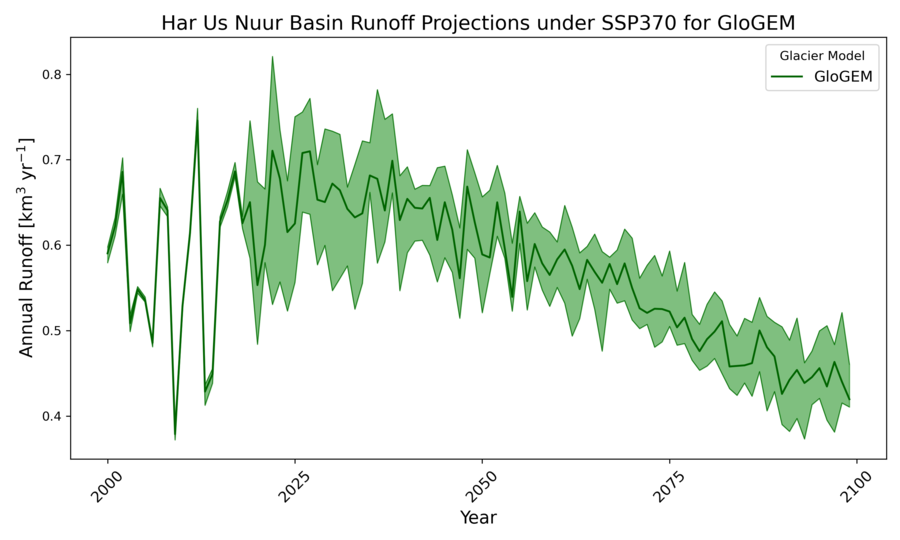 Har Us Nuur Basin Runoff Projections under SSP370 for GloGEM
Glacier Model
GloGEM
Annual Runoff [km³ yr⁻¹]
0.8
0.7
0.6
0.5
0.4
2000
2025
2050
2075
2100
Year